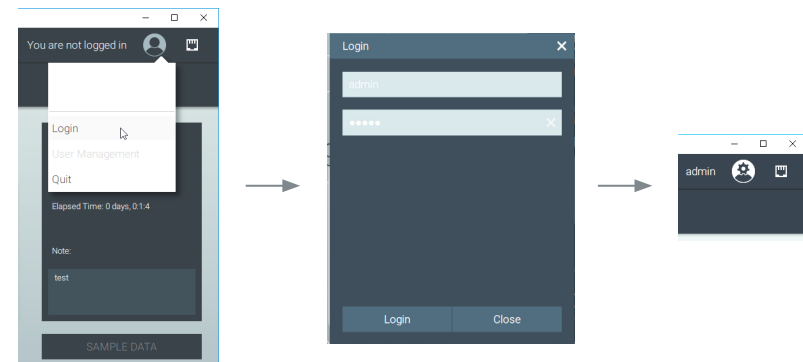 You are not logged in
Login
User Management
Quit
Elapsed Time: 0 days, 0:1:4
Note:
test
SAMPLE DATA
Login
admin
•••••
Login
Close
admin